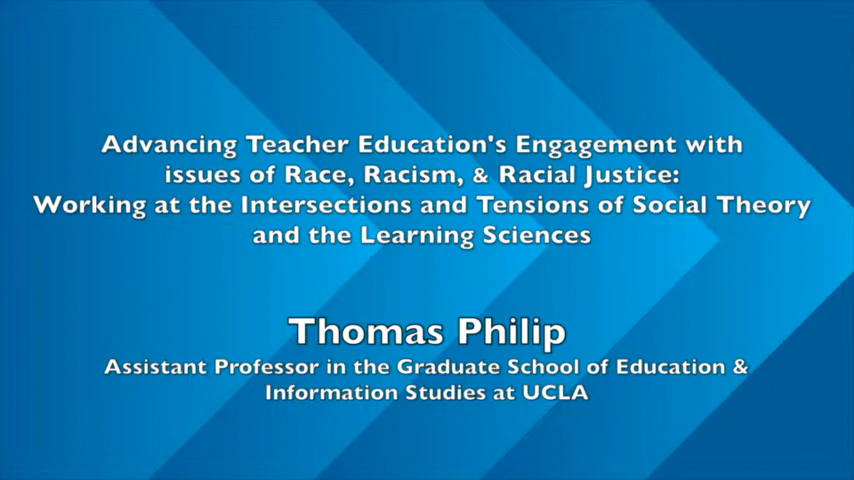 Advancing Teacher Education's Engagement with
issues of Race, Racism, & Racial Justice:
Working at the Intersections and Tensions of Social Theory
and the Learning Sciences
Thomas Philip
Assistant Professor in the Graduate School of Education &
Information Studies at UCLA